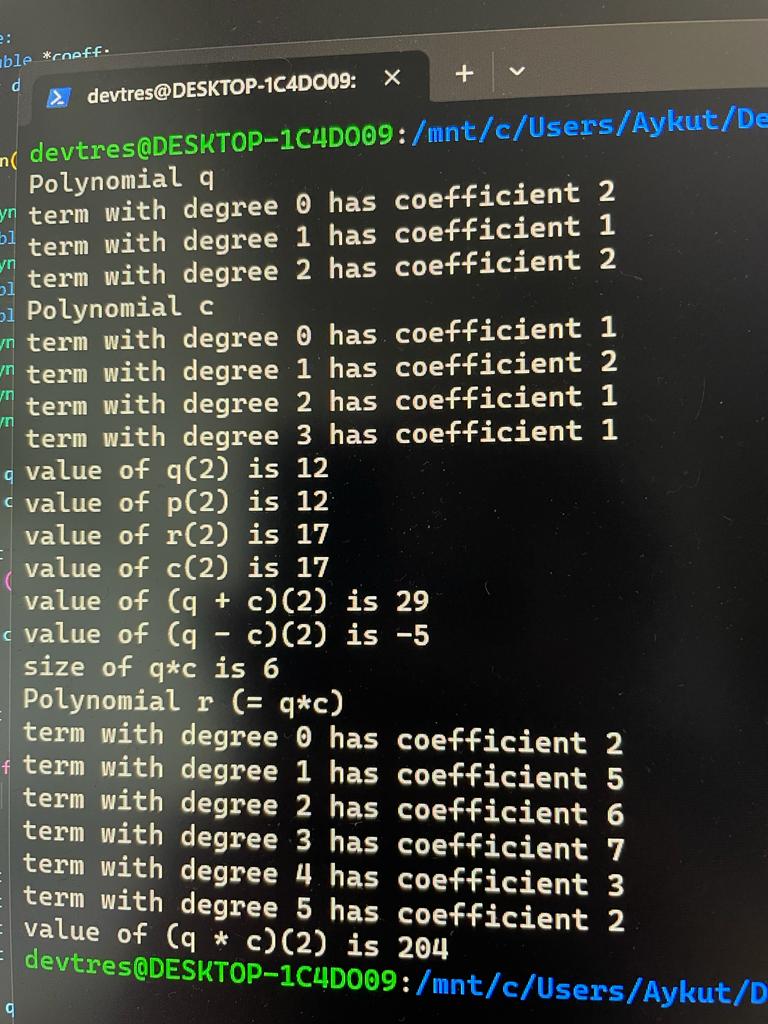 e:
*coeff;
devtres@DESKTOP-1C4DO09:
devtres@DESKTOP-1C4DO09:/mnt/c/Users/Aykut/De
Polynomial q
term with degree 0 has coefficient 2
term with degree 1 has coefficient 1
term with degree 2 has coefficient 2
Polynomial c
term with degree 0 has coefficient 1
term with degree 1 has coefficient 2
term with degree 2 has coefficient 1
term with degree 3 has coefficient 1
value of q(2) is 12
value of p(2) is 12
value of r(2) is 17
value of c(2) is 17
value of (q + c)(2) is 29
value of (q - c)(2) is -5
size of q*c is 6
Polynomial r (= q*c)
term with degree 0 has coefficient 2
term with degree 1 has coefficient 5
term with degree 2 has coefficient 6
term with degree 3 has coefficient 7
term with degree 4 has coefficient 3
term with degree 5 has coefficient 2
value of (q * c)(2) is 204
devtres@DESKTOP-1C4DO09:/mnt/c/Users/Aykut/D